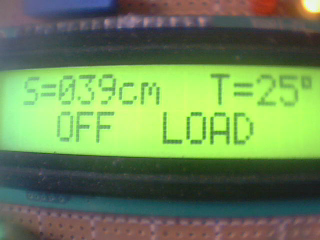 S=039cm T=25°
OFF LOAD